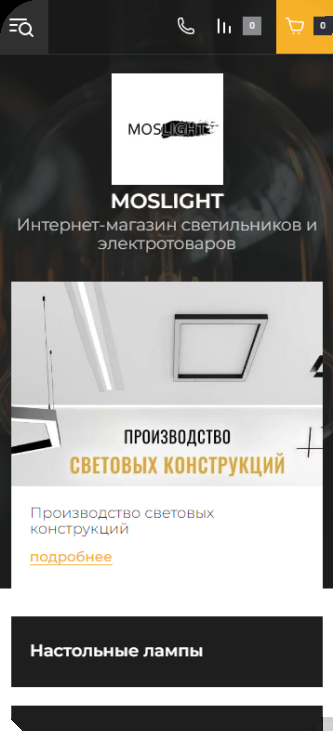 0
0
MOSLIGHT
MOSLIGHT
Интернет-магазин светильников и
электротоваров
ПРОИЗВОДСТВО
СВЕТОВЫХ КОНСТРУКЦИЙ
Производство световых
конструкций
подробнее
Настольные лампы